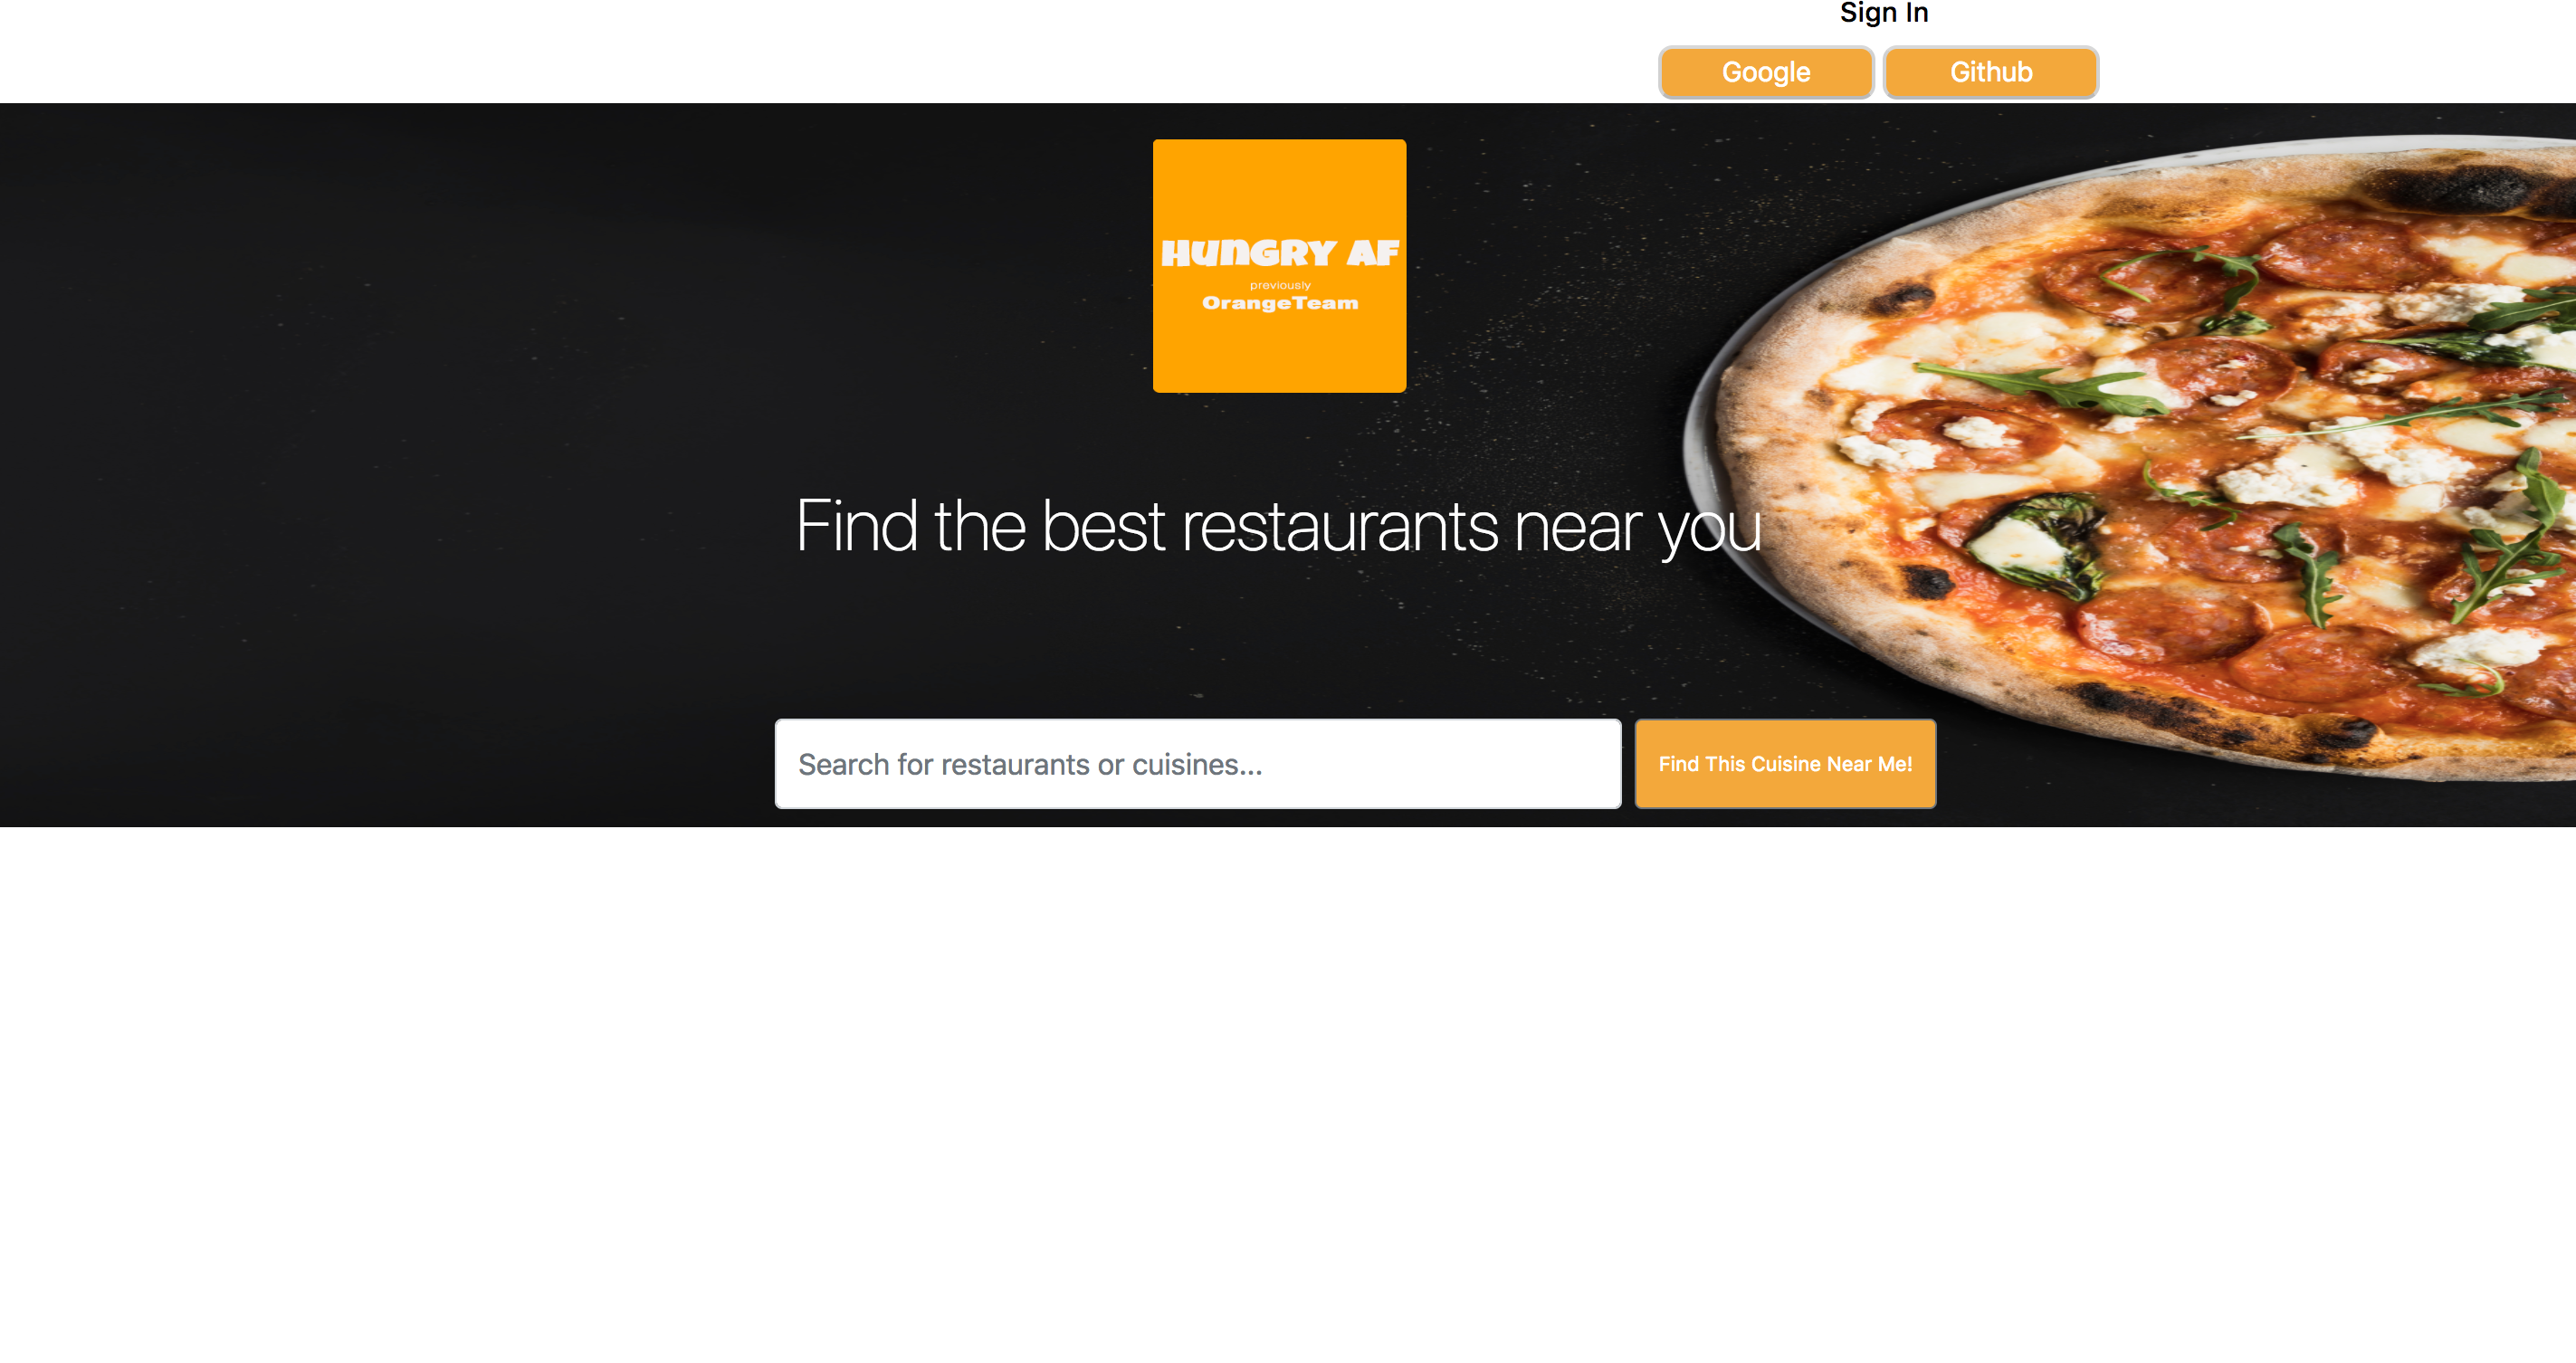 Sign In
Google Github
HUNGRY AF
previously
OrangeTeam
Find the best restaurants near you
Search for restaurants or cuisines...
Find This Cuisine Near Me!